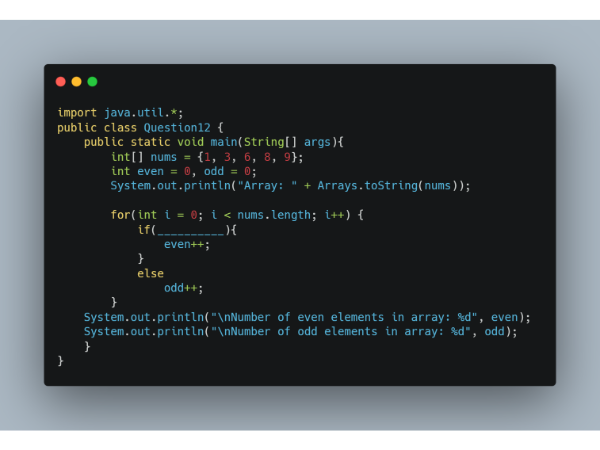 import java.util.*;
public class Question12 {
    public static void main(String[] args){
        int[] nums = {1, 3, 6, 8, 9};
        int even = 0, odd = 0;
        System.out.println("Array: " + Arrays.toString(nums));

        for(int i = 0; i < nums.length; i++) {
            if(__________){
                even++;
            }
            else
                odd++;
        }
    System.out.println("\nNumber of even elements in array: %d", even);
    System.out.println("\nNumber of odd elements in array: %d", odd);
    }
}